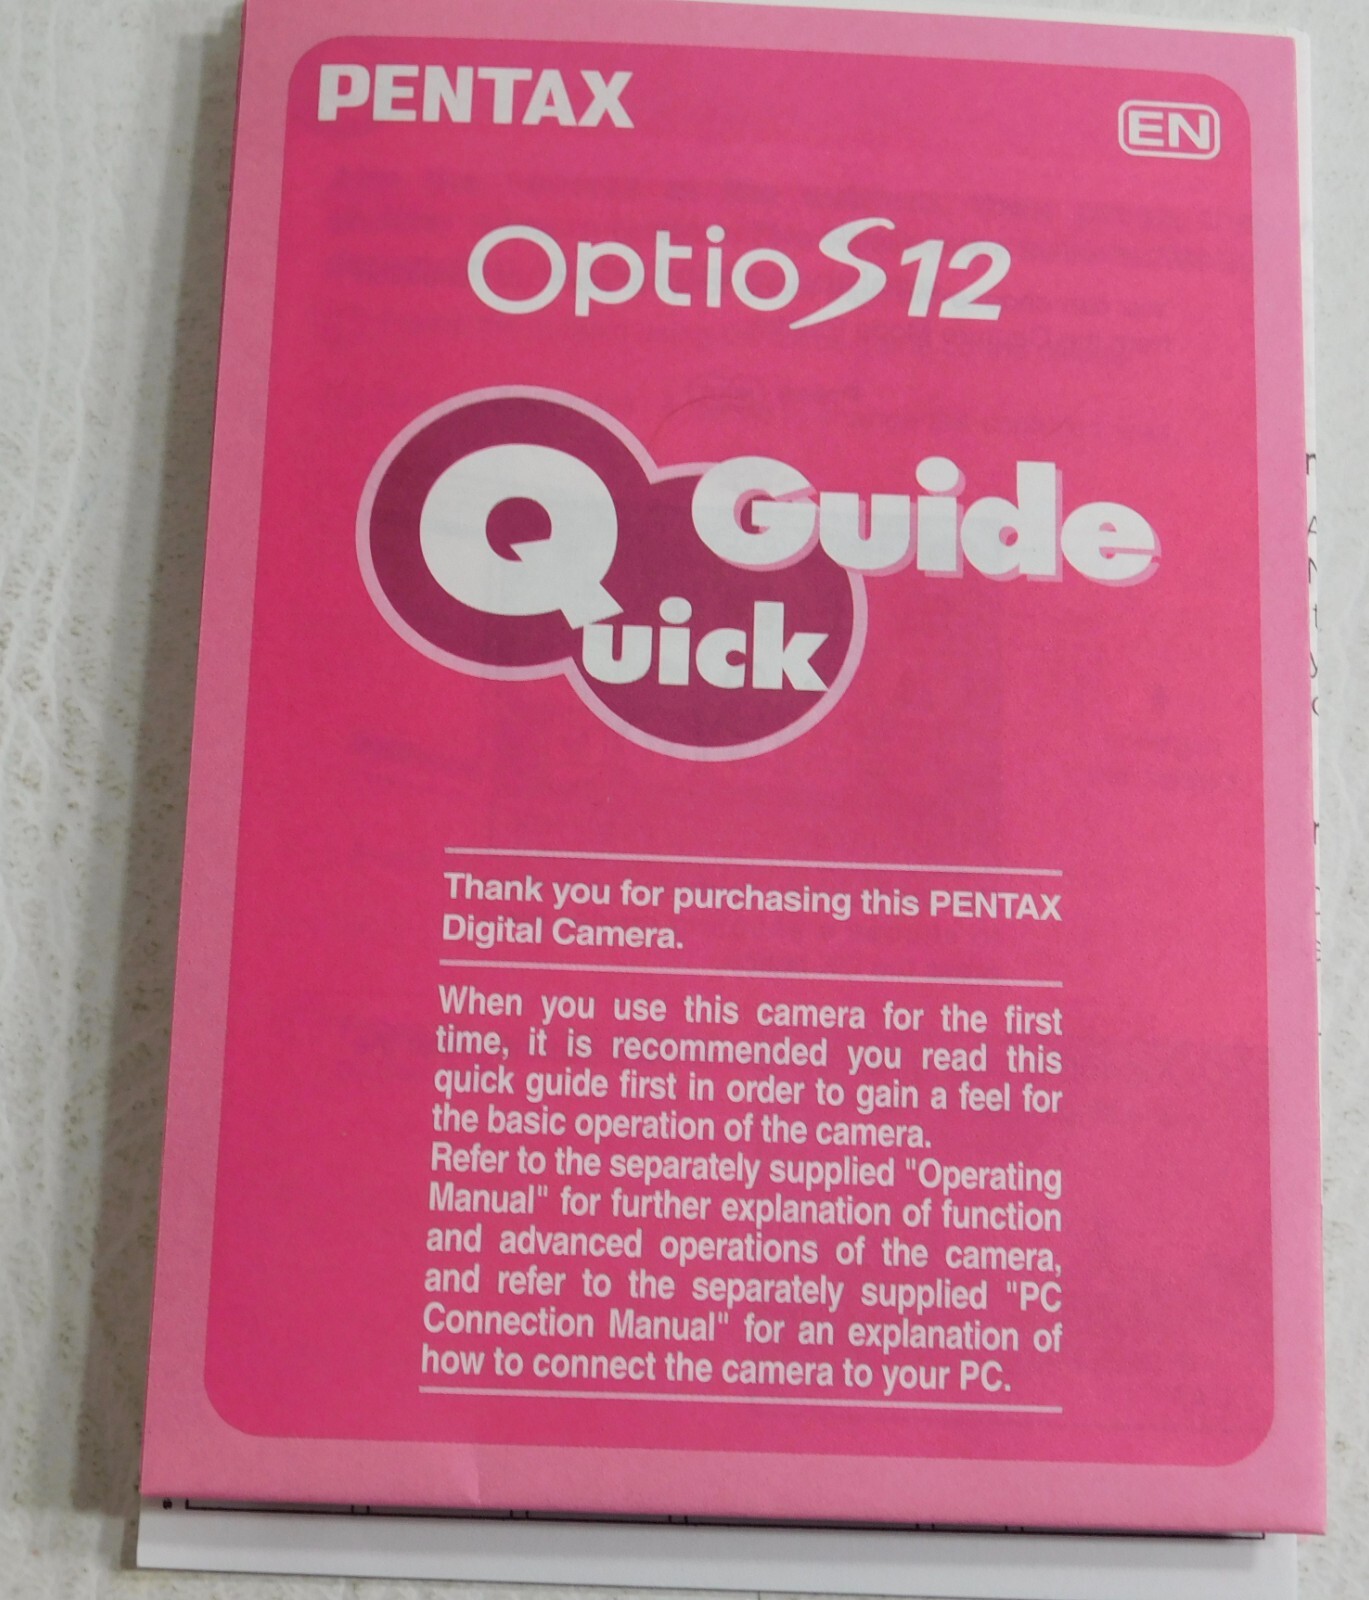 PENTAX
EN
Optio S12
Quick Guide
Thank you for purchasing this PENTAX
Digital Camera.
When you use this camera for the first
time, it is recommended you read this
quick guide first in order to gain a feel for
the basic operation of the camera.
Refer to the separately supplied "Operating
Manual" for further explanation of function
and advanced operations of the camera,
and refer to the separately supplied "PC
Connection Manual" for an explanation of
how to connect the camera to your PC.